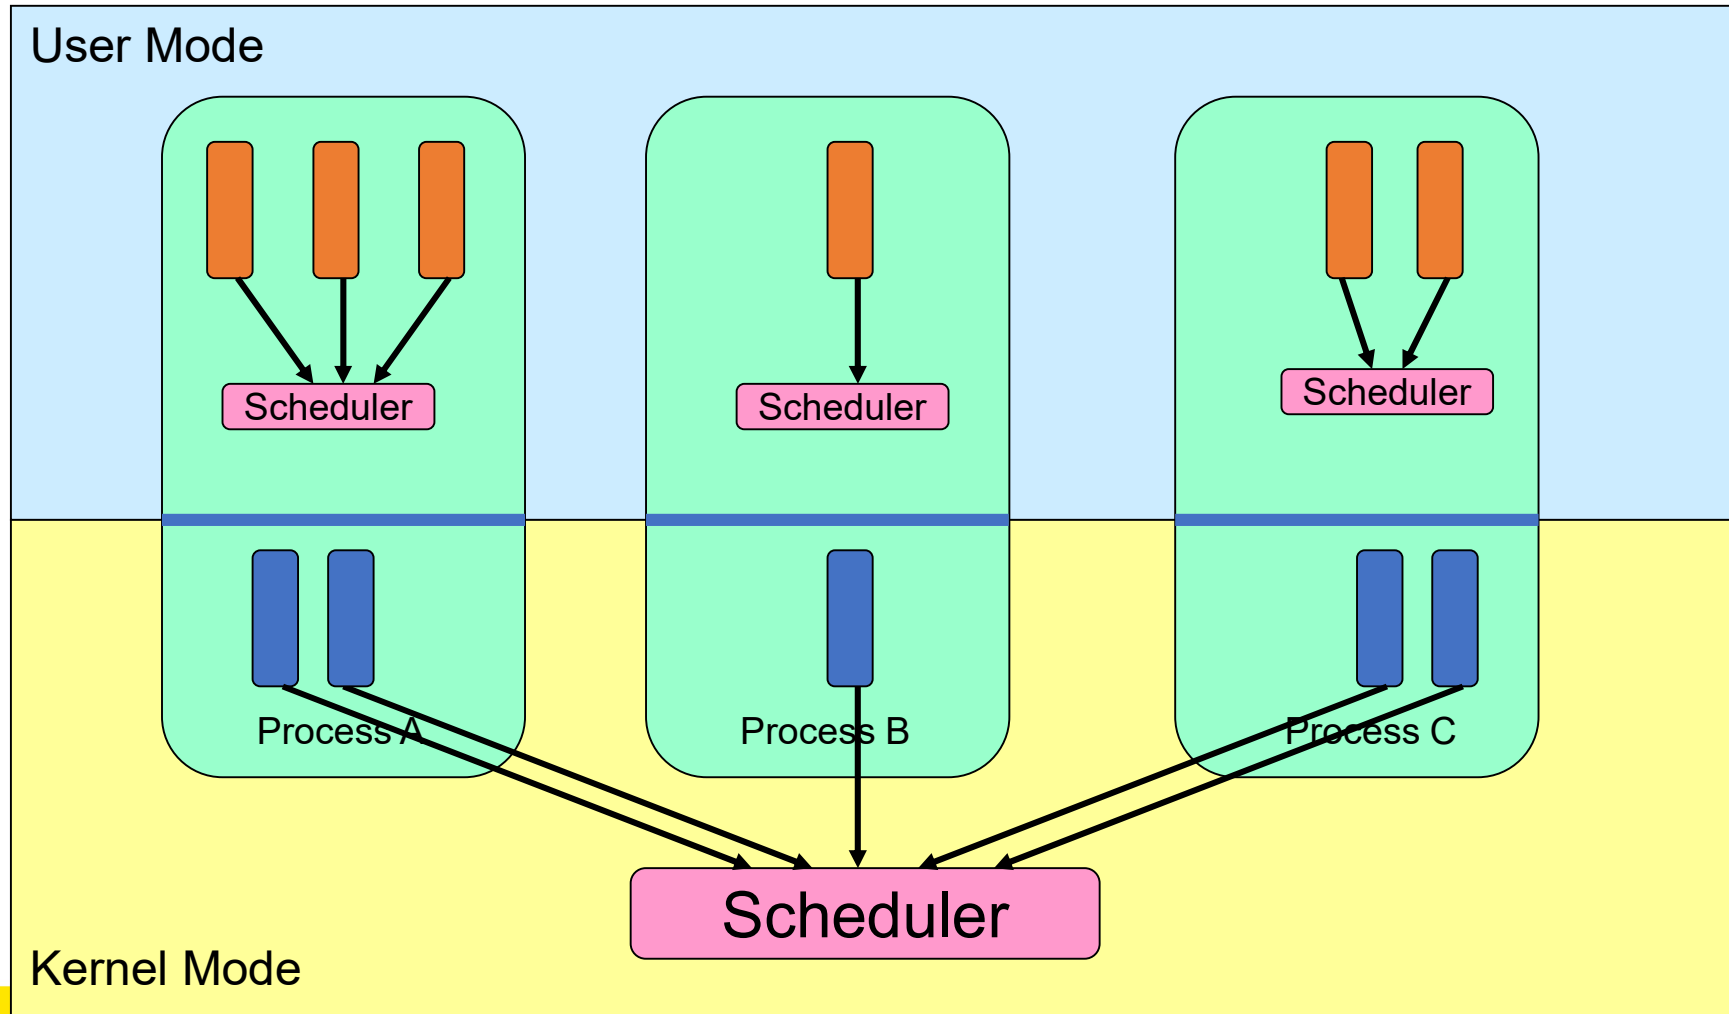 User Mode
Scheduler
Scheduler
Scheduler
Process A
Process B
Process C
Scheduler
Kernel Mode